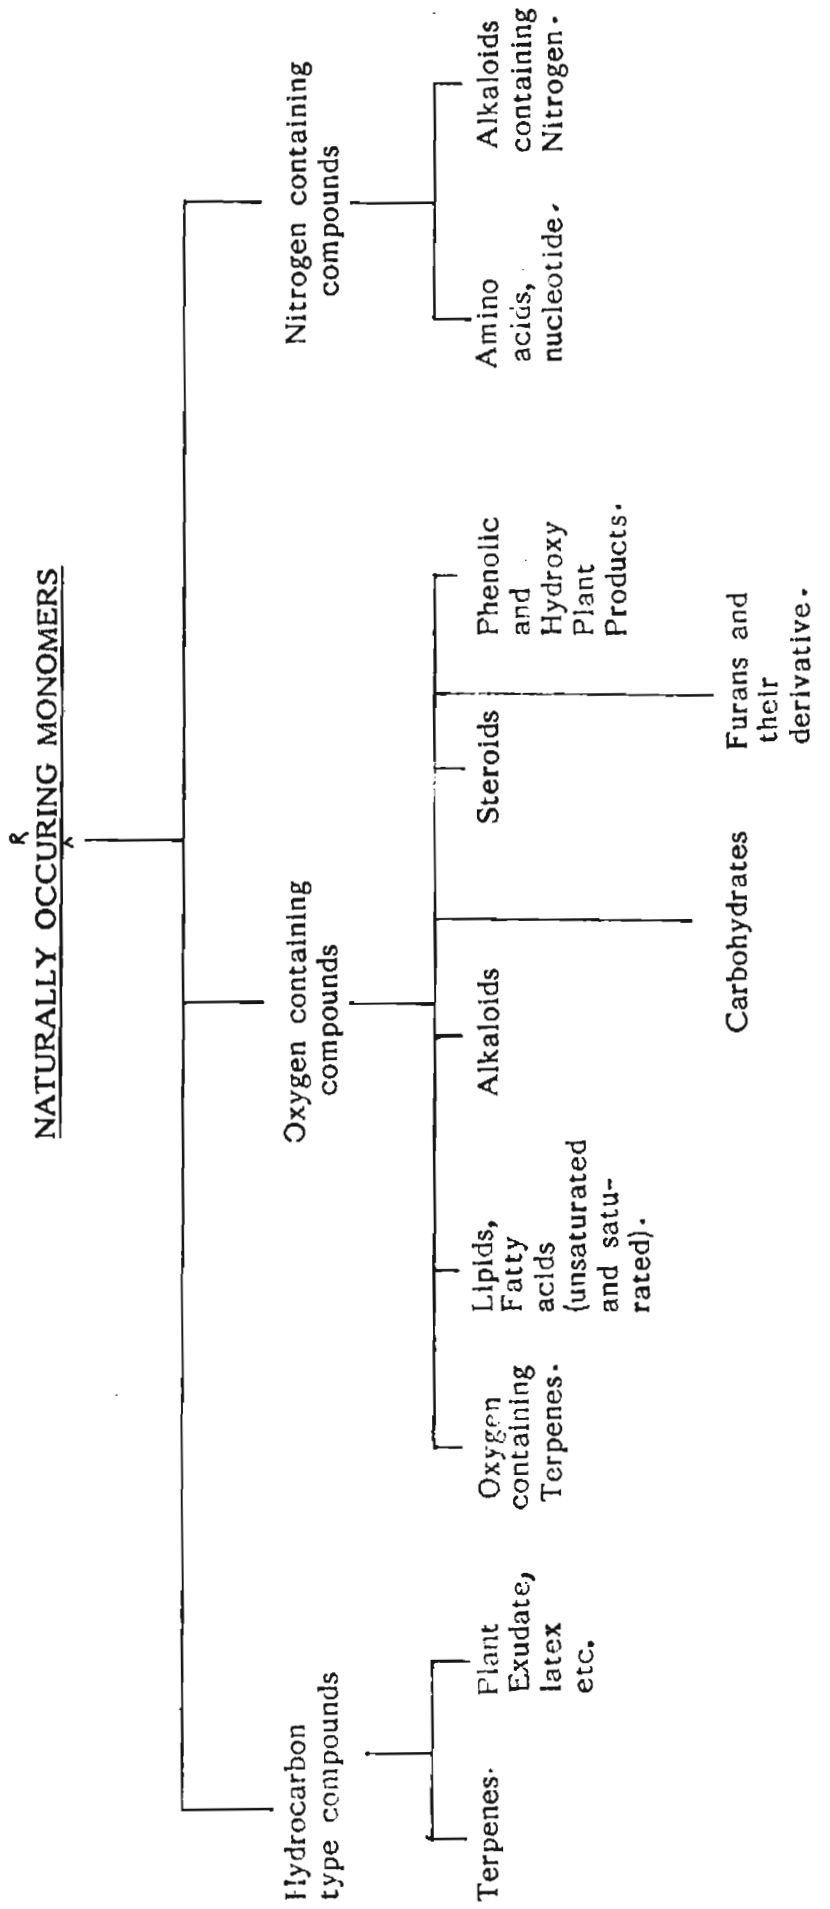 R
NATURALLY OCCURING MONOMERS
^
Hydrocarbon
type compounds
Oxygen containing
compounds
Nitrogen containing
compounds
Terpenes.
Plant
Exudate,
latex
etc.
Oxygen
containing
Terpenes.
Lipids,
Fatty
acids
(unsaturated
and satu-
rated).
Alkaloids
Steroids
Phenolic
and
Hydroxy
Plant
Products.
Amino
acids,
nucleotide.
Alkaloids
containing
Nitrogen.
Carbohydrates
Furans and
their
derivative.